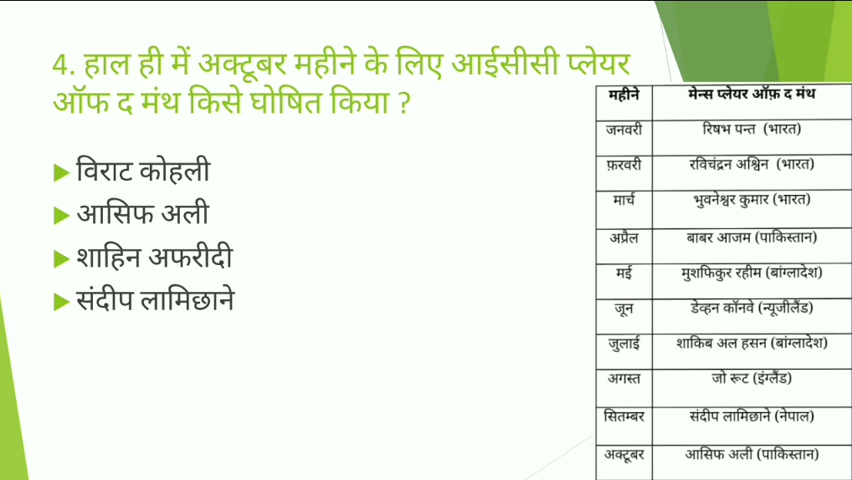 4. हाल ही में अक्टूबर महीने के लिए आईसीसी प्लेयर
ऑफ द मंथ किसे घोषित किया ?
विराट कोहली
आसिफ अली
शाहिन अफरीदी
संदीप लामिछाने
महीने मेन्स प्लेयर ऑफ़ द मंथ
जनवरी रिषभ पन्त (भारत)
फ़रवरी रविचंद्रन अश्विन (भारत)
मार्च भुवनेश्वर कुमार (भारत)
अप्रैल बाबर आजम (पाकिस्तान)
मई मुशफिकुर रहीम (बांग्लादेश)
जून डेव्हन कॉनवे (न्यूजीलैंड)
जुलाई शाकिब अल हसन (बांग्लादेश)
अगस्त जो रूट (इंग्लैंड)
सितम्बर संदीप लामिछाने (नेपाल)
अक्टूबर आसिफ अली (पाकिस्तान)